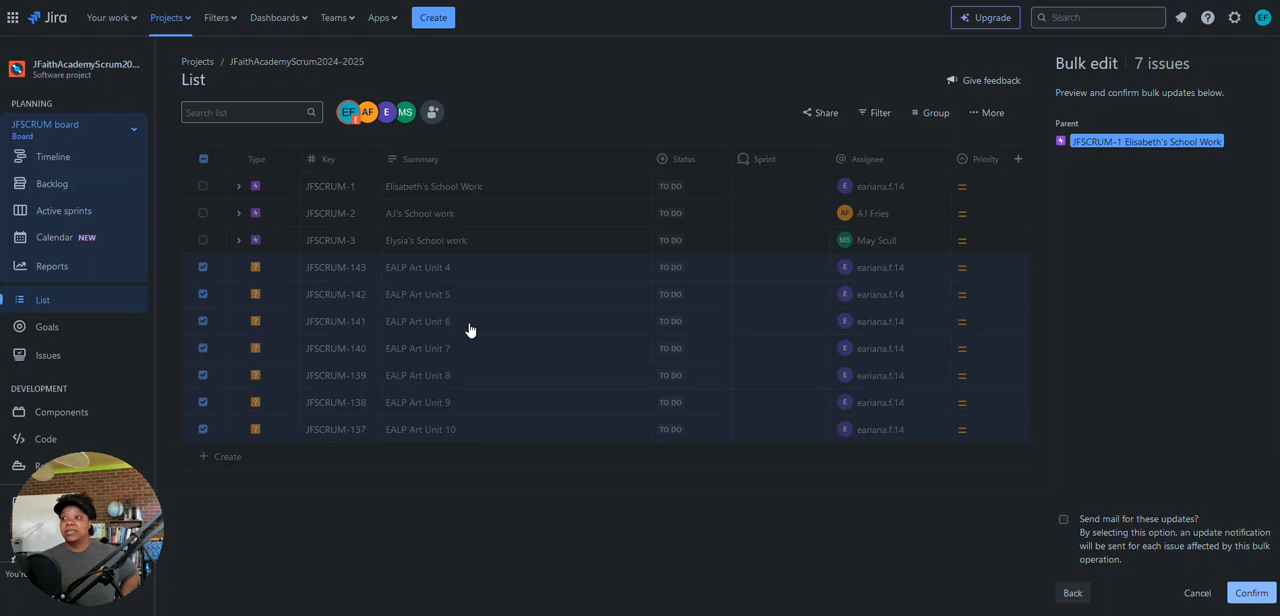 Jira
Your work
Projects
Filters
Dashboards
Teams
Apps
Create
Upgrade
Search
EF
JFaithAcademyScrum20...
Software project
PLANNING
JFSCRUM board
Board
Timeline
Backlog
Active sprints
Calendar NEW
Reports
List
Goals
Issues
DEVELOPMENT
Components
Code
Projects / JFaithAcademyScrum2024-2025
List
Give feedback
Search list
EF
E
AF
E
MS
Share
Filter
Group
More
Type
# Key
Summary
Status
Sprint
@ Assignee
Priority
JFSCRUM-1 Elisabeth's School Work TO DO E eariana.f.14
JFSCRUM-2 AJ's School work TO DO AF AJ Fries
JFSCRUM-3 Elysia's School work TO DO MS May Scull
? JFSCRUM-143 EALP Art Unit 4 TO DO E eariana.f.14
? JFSCRUM-142 EALP Art Unit 5 TO DO E eariana.f.14
? JFSCRUM-141 EALP Art Unit 6 TO DO E eariana.f.14
? JFSCRUM-140 EALP Art Unit 7 TO DO E eariana.f.14
? JFSCRUM-139 EALP Art Unit 8 TO DO E eariana.f.14
? JFSCRUM-138 EALP Art Unit 9 TO DO E eariana.f.14
? JFSCRUM-137 EALP Art Unit 10 TO DO E eariana.f.14
+ Create
Bulk edit 7 issues
Preview and confirm bulk updates below.
Parent
JFSCRUM-1 Elisabeth's School Work
Send mail for these updates?
By selecting this option, an update notification
will be sent for each issue affected by this bulk
operation.
Back
Cancel
Confirm